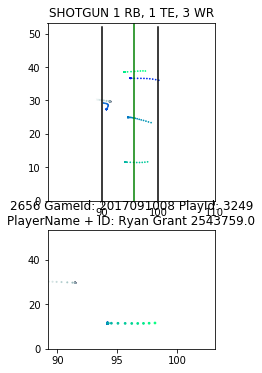 SHOTGUN 1 RB, 1 TE, 3 WR
50
40
30
20
10
0
90 100 110
2656 GameId: 2017091008 PlayId: 3249
PlayerName + ID: Ryan Grant 2543759.0
40
20
0
90 95 100